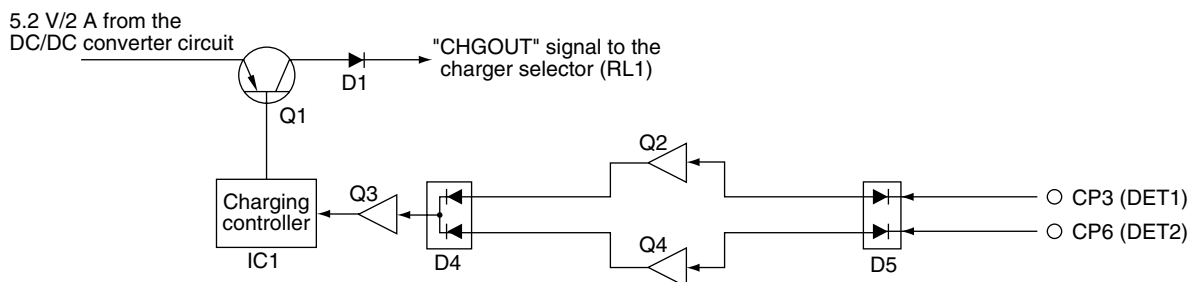 5.2 V/2 A from the
DC/DC converter circuit
"CHGOUT" signal to the
charger selector (RL1)
D1
Q1
Q2
Q3
Charging
controller
CP3 (DET1)
CP6 (DET2)
Q4
IC1
D4
D5